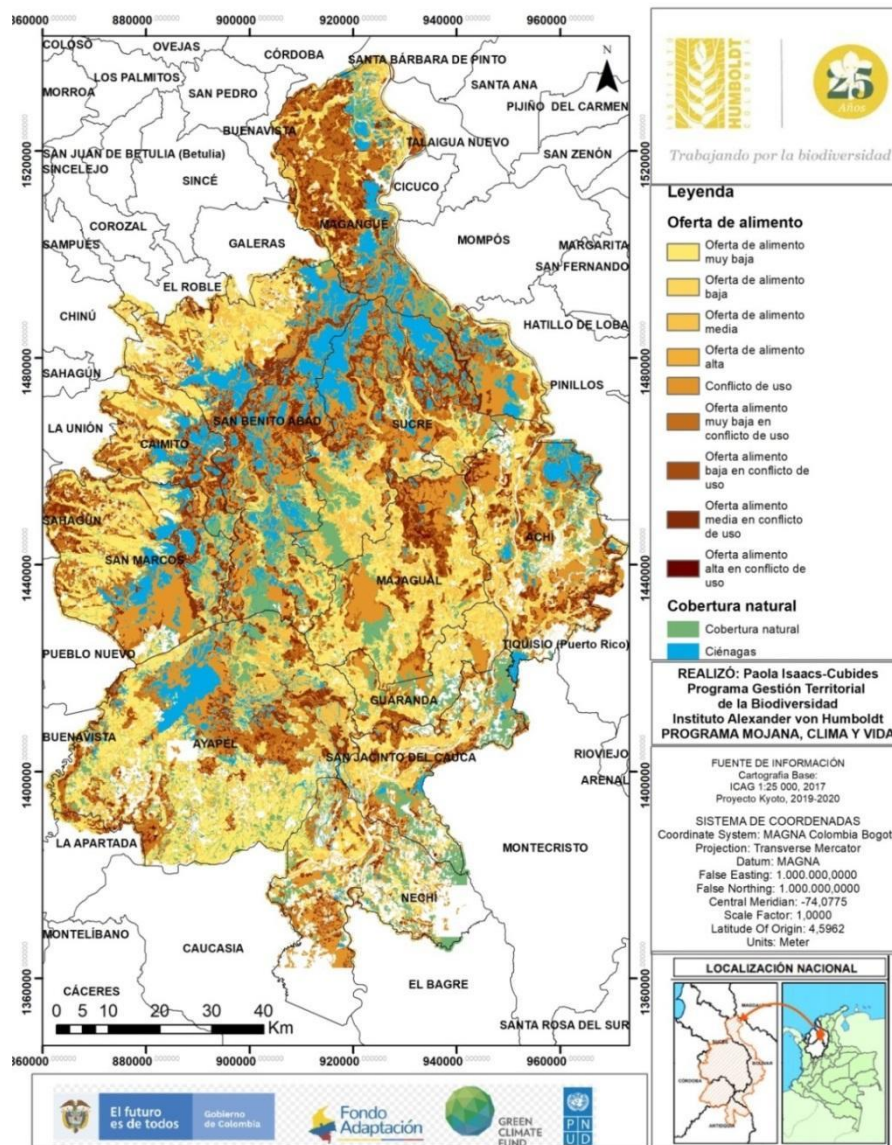 860000
880000
900000
920000
940000
960000
COLOSO
OVEJAS
CÓRDOBA
SANTA BÁRBARA DE PINTO
N
LOS PALMITOS
SANTA ANA
MORROA
SAN PEDRO
PIJIÑO DEL CARMEN
BUENAVISTA
TALAIGUA NUEVO
1520000
1520000
SAN JUAN DE BETULIA (Betulia)
SAN ZENÓN
SINCELEJO
SINCÉ
CICUCO
COROZAL
MAGANGUÉ
SAMPUÉS
GALERAS
MOMPÓS
MARGARITA
SAN FERNANDO
EL ROBLE
CHINÚ
HATILLO DE LOBA
1480000
1480000
SAHAGÚN
PINILLOS
LA UNIÓN
SAN BENITO ABAD
SUCRE
CAIMITO
SAHAGÚN
ACHÍ
SAN MARCOS
1440000
1440000
MAJAGUAL
PUEBLO NUEVO
TIQUISIO (Puerto Rico)
GUARANDA
BUENAVISTA
AYAPEL
SAN JACINTO DEL CAUCA
RIOVIEJO
ARENAL
1400000
1400000
LA APARTADA
MONTECRISTO
NECHÍ
MONTELÍBANO
CAUCASIA
EL BAGRE
1360000
1360000
CÁCERES
SANTA ROSA DEL SUR
0 5 10 20 30 40
Km
860000
880000
900000
920000
940000
960000
INSTITUTO
HUMBOLDT
COLOMBIA
25
Años
Trabajando por la biodiversidad
Leyenda
Oferta de alimento
Oferta de alimento
muy baja
Oferta de alimento
baja
Oferta de alimento
media
Oferta de alimento
alta
Conflicto de uso
Oferta alimento
muy baja en
conflicto de uso
Oferta alimento
baja en conflicto de
uso
Oferta alimento
media en conflicto
de uso
Oferta alimento
alta en conflicto de
uso
Cobertura natural
Cobertura natural
Ciénagas
REALIZÓ: Paola Isaacs-Cubides
Programa Gestión Territorial
de la Biodiversidad
Instituto Alexander von Humboldt
PROGRAMA MOJANA, CLIMA Y VIDA
FUENTE DE INFORMACIÓN
Cartografía Base:
ICAG 1:25 000, 2017
Proyecto Kyoto, 2019-2020
SISTEMA DE COORDENADAS
Coordinate System: MAGNA Colombia Bogot
Projection: Transverse Mercator
Datum: MAGNA
False Easting: 1.000.000,0000
False Northing: 1.000.000,0000
Central Meridian: -74,0775
Scale Factor: 1,0000
Latitude Of Origin: 4,5962
Units: Meter
LOCALIZACIÓN NACIONAL
SUCRE
BOLIVAR
CÓRDOBA
El futuro
es de todos
Gobierno
de Colombia
Fondo
Adaptación
GREEN
CLIMATE
FUND
P N
U D